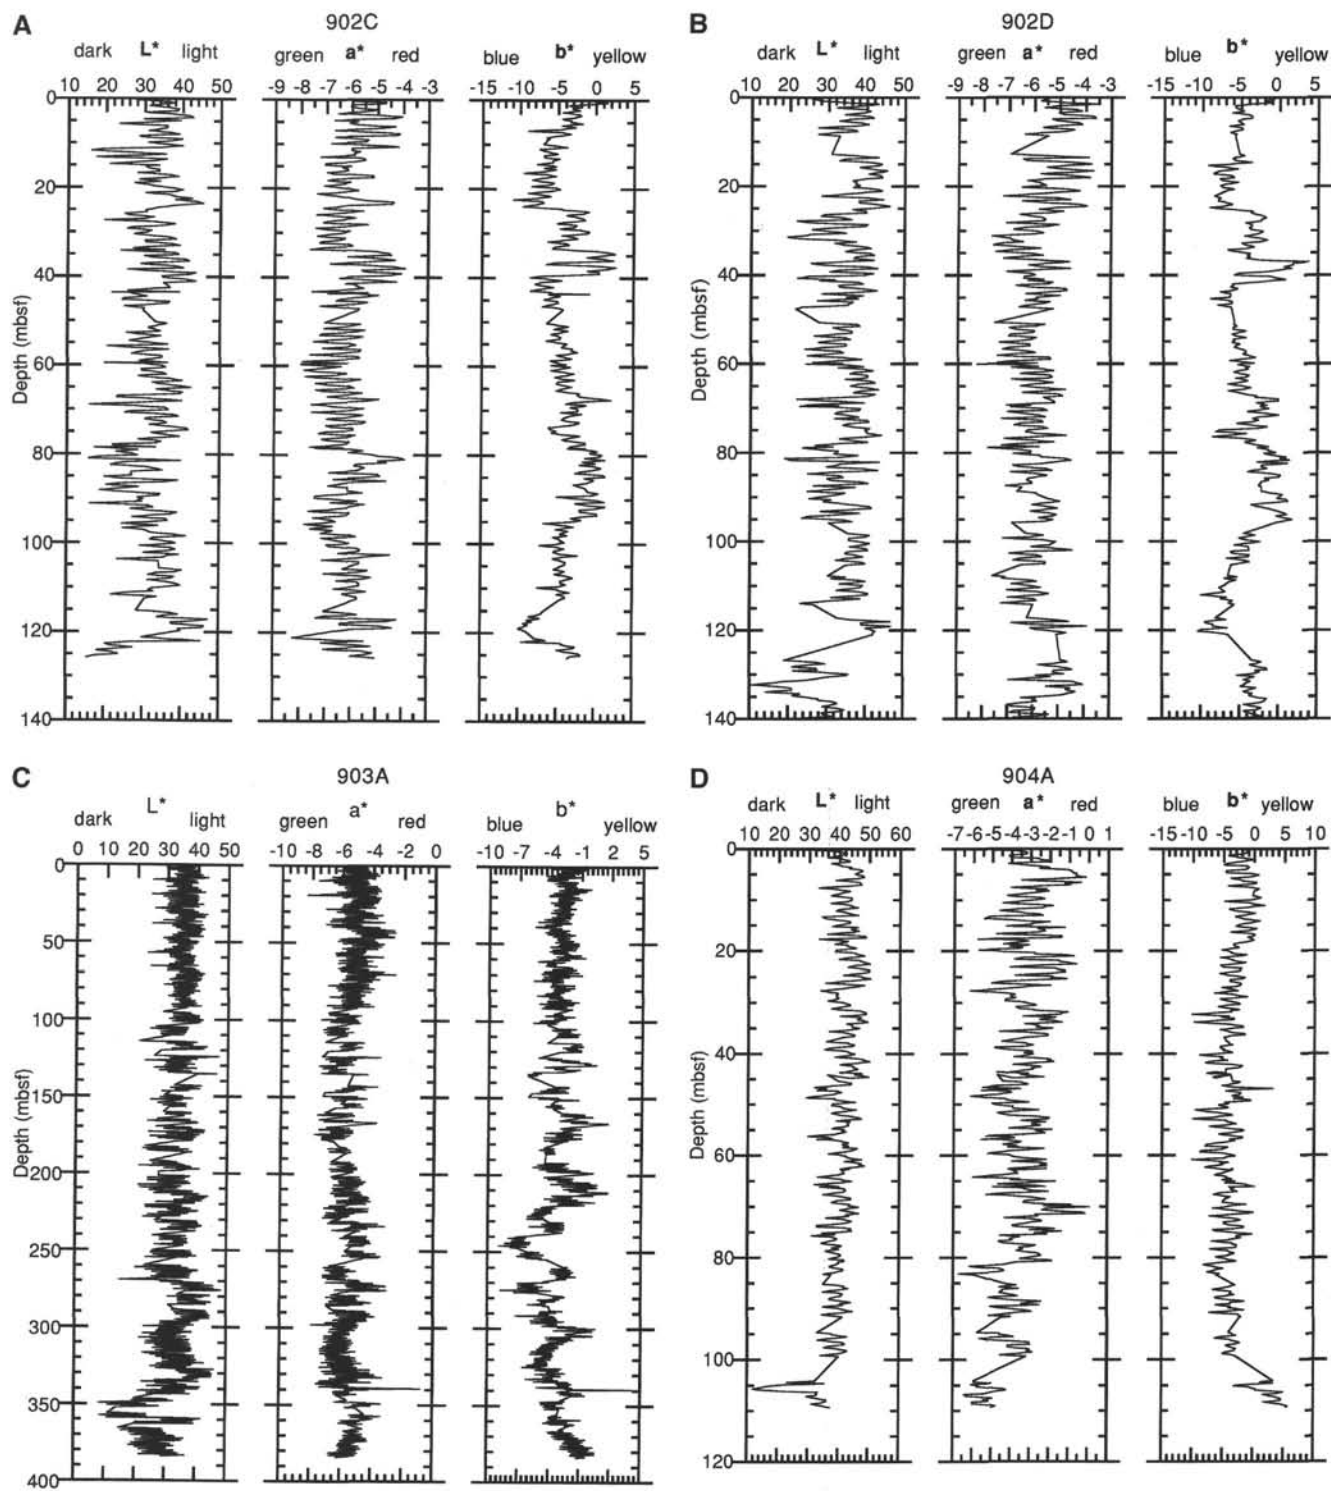 A 902C
dark L* light green a* red blue b* yellow
10 20 30 40 50 -9 -8 -7 -6 -5 -4 -3 -15 -10 -5 0 5
0
20
40
60
80
100
120
140
Depth (mbsf)
B 902D
dark L* light green a* red blue b* yellow
10 20 30 40 50 -9 -8 -7 -6 -5 -4 -3 -15 -10 -5 0 5
0
20
40
60
80
100
120
140
Depth (mbsf)
C 903A
dark L* light green a* red blue b* yellow
0 10 20 30 40 50 -10 -8 -6 -4 -2 0 -10 -7 -4 -1 2 5
0
50
100
150
200
250
300
350
400
Depth (mbsf)
D 904A
dark L* light green a* red blue b* yellow
10 20 30 40 50 60 -7 -6 -5 -4 -3 -2 -1 0 1 -15 -10 -5 0 5 10
0
20
40
60
80
100
120
Depth (mbsf)